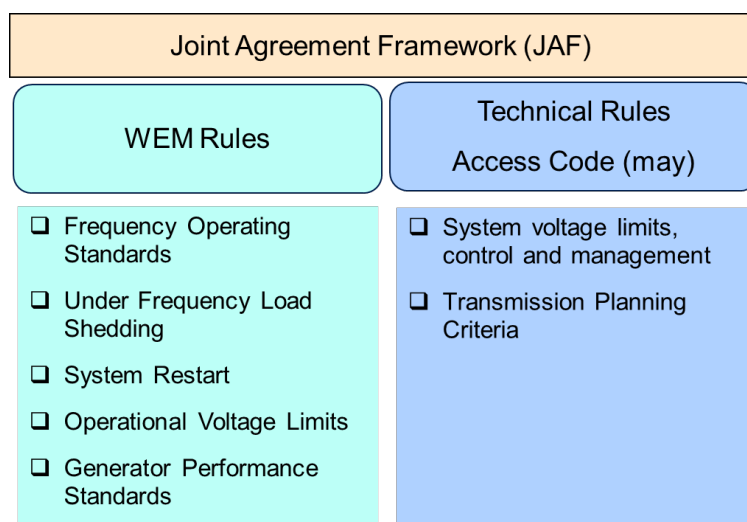 Joint Agreement Framework (JAF)
WEM Rules
Technical Rules
Access Code (may)
❑ Frequency Operating
Standards
❑ Under Frequency Load
Shedding
❑ System Restart
❑ Operational Voltage Limits
❑ Generator Performance
Standards
❑ System voltage limits,
control and management
❑ Transmission Planning
Criteria